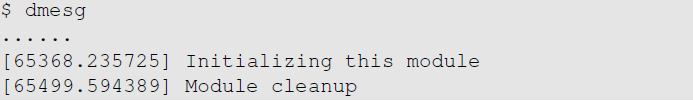 $ dmesg
......
[65368.235725] Initializing this module
[65499.594389] Module cleanup